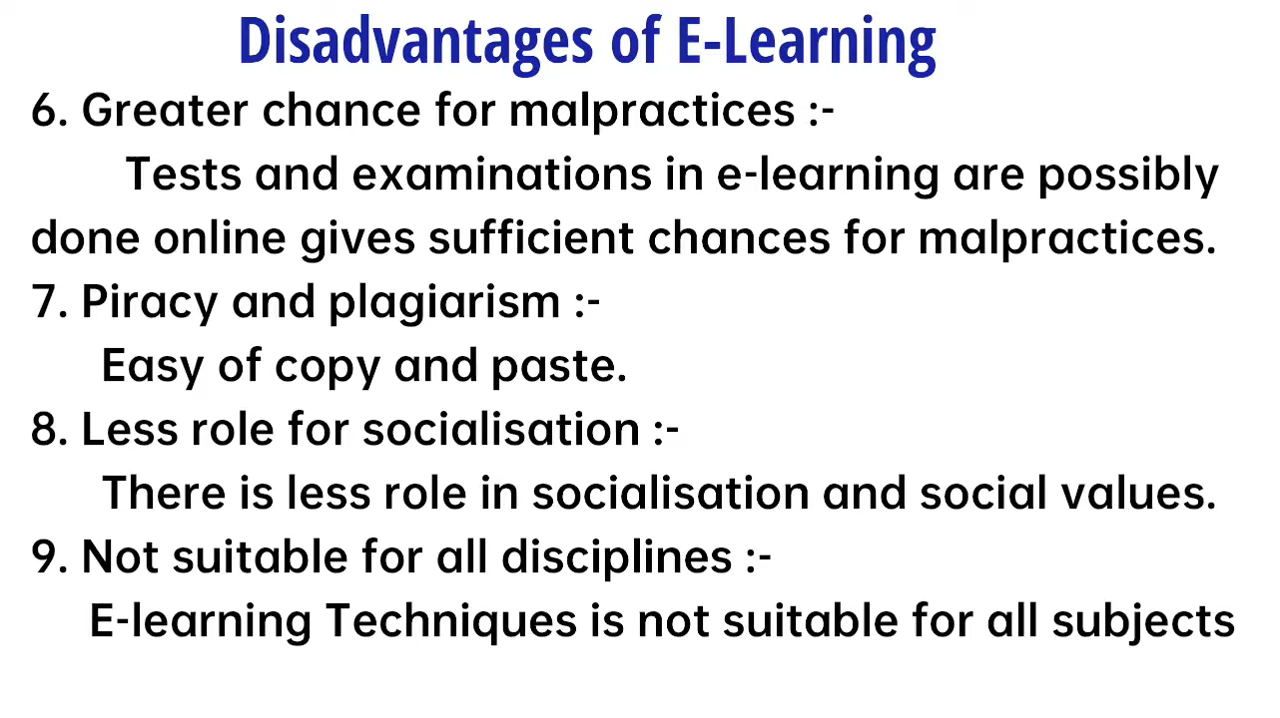 Disadvantages of E-Learning
6. Greater chance for malpractices :-
Tests and examinations in e-learning are possibly
done online gives sufficient chances for malpractices.
7. Piracy and plagiarism :-
Easy of copy and paste.
8. Less role for socialisation :-
There is less role in socialisation and social values.
9. Not suitable for all disciplines :-
E-learning Techniques is not suitable for all subjects